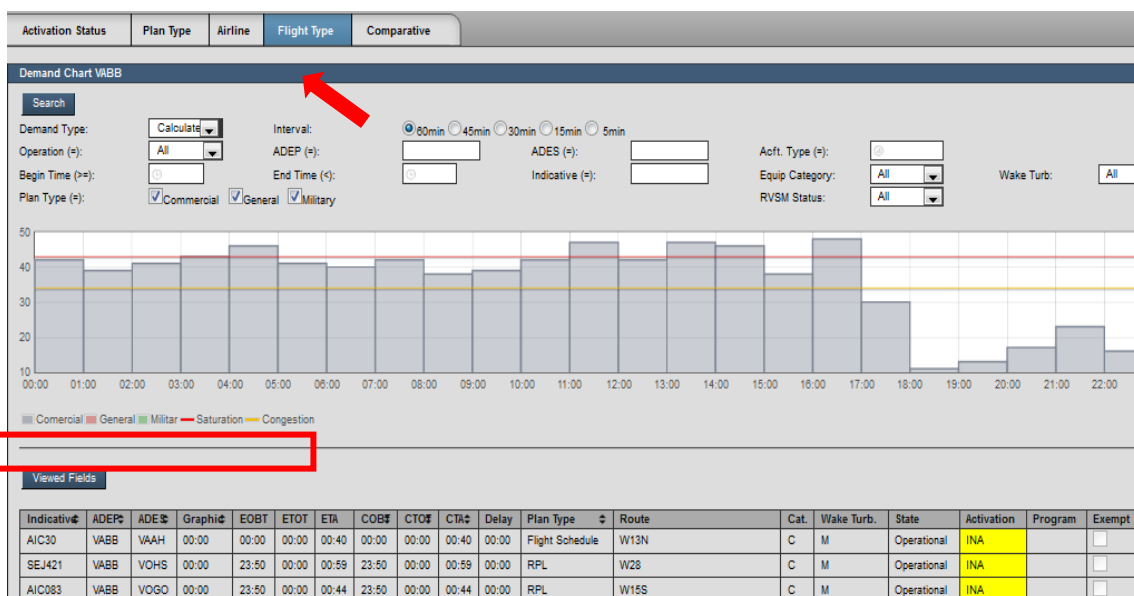 Activation Status Plan Type Airline Flight Type Comparative
Demand Chart VABB
Search
Demand Type: Calculate Interval: 60min 45min 30min 15min 5min
Operation (=): All ADEP (=): ADES (=): Acft. Type (=):
Begin Time (>=): End Time (<): Indicative (=): Equip Category: All Wake Turb: All
Plan Type (=): Commercial General Military RVSM Status: All
50
40
30
20
10
00:00 01:00 02:00 03:00 04:00 05:00 06:00 07:00 08:00 09:00 10:00 11:00 12:00 13:00 14:00 15:00 16:00 17:00 18:00 19:00 20:00 21:00 22:00
Comercial General Militar Saturation Congestion
Viewed Fields
Indicative ADEP ADES Graphic EOBT ETOT ETA COBT CTOT CTA Delay Plan Type Route Cat. Wake Turb. State Activation Program Exempt
AIC30 VABB VAAH 00:00 00:00 00:00 00:40 00:00 00:00 00:40 00:00 Flight Schedule W13N C M Operational INA
SEJ421 VABB VOHS 00:00 23:50 00:00 00:59 23:50 00:00 00:59 00:00 RPL W28 C M Operational INA
AIC083 VABB VOGO 00:00 23:50 00:00 00:44 23:50 00:00 00:44 00:00 RPL W15S C M Operational INA